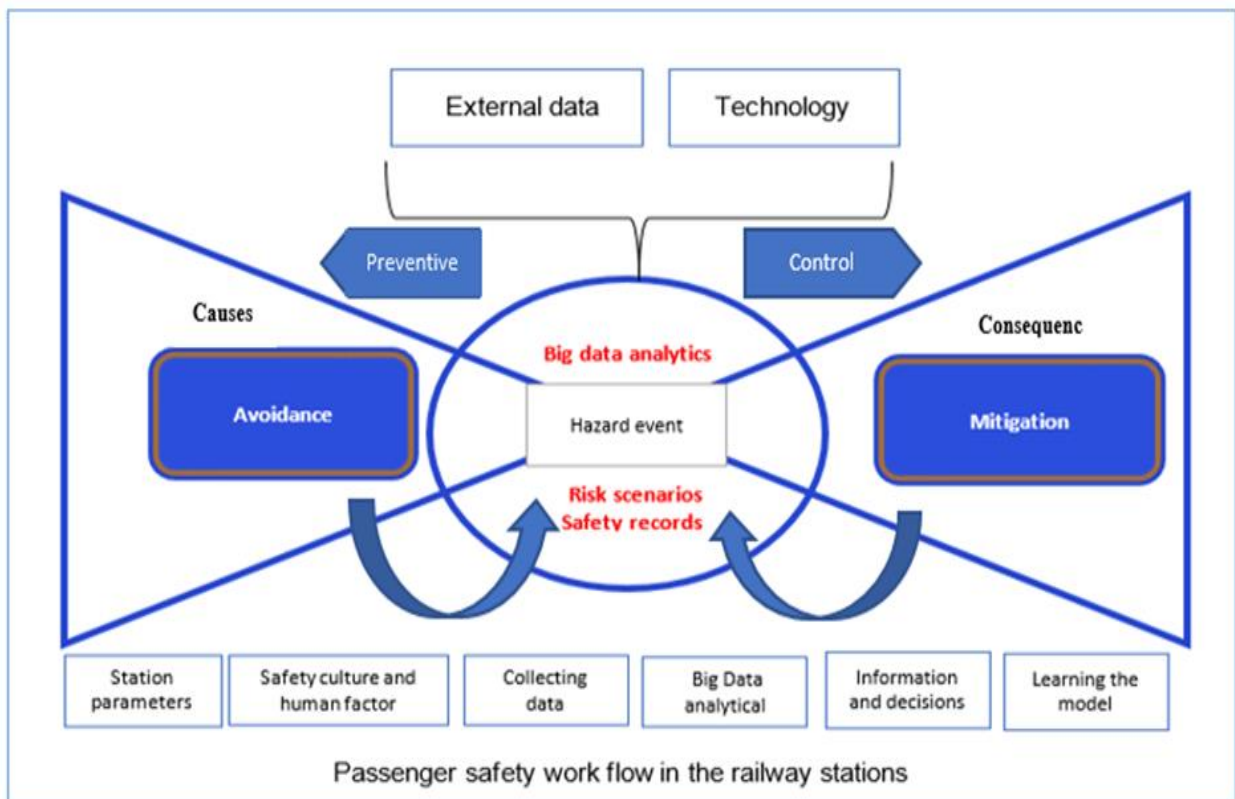 External data
Technology
Preventive
Control
Causes
Consequenc
Big data analytics
Avoidance
Hazard event
Mitigation
Risk scenarios
Safety records
Station
parameters
Safety culture and
human factor
Collecting
data
Big Data
analytical
Information
and decisions
Learning the
model
Passenger safety work flow in the railway stations